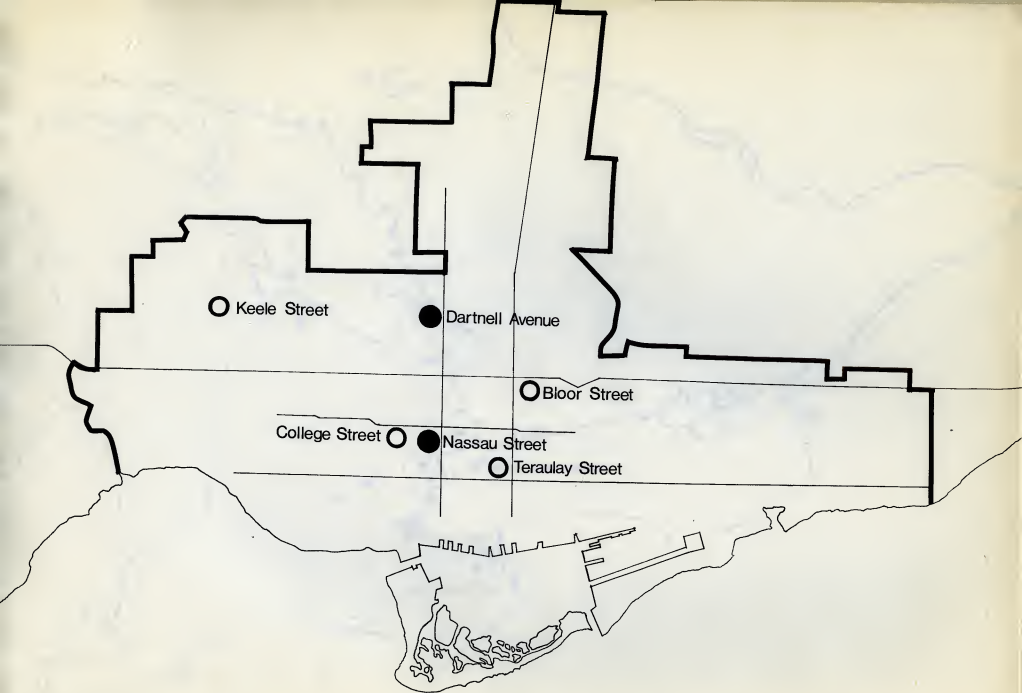 Keele Street
Dartnell Avenue
Bloor Street
College Street
Nassau Street
Teraulay Street